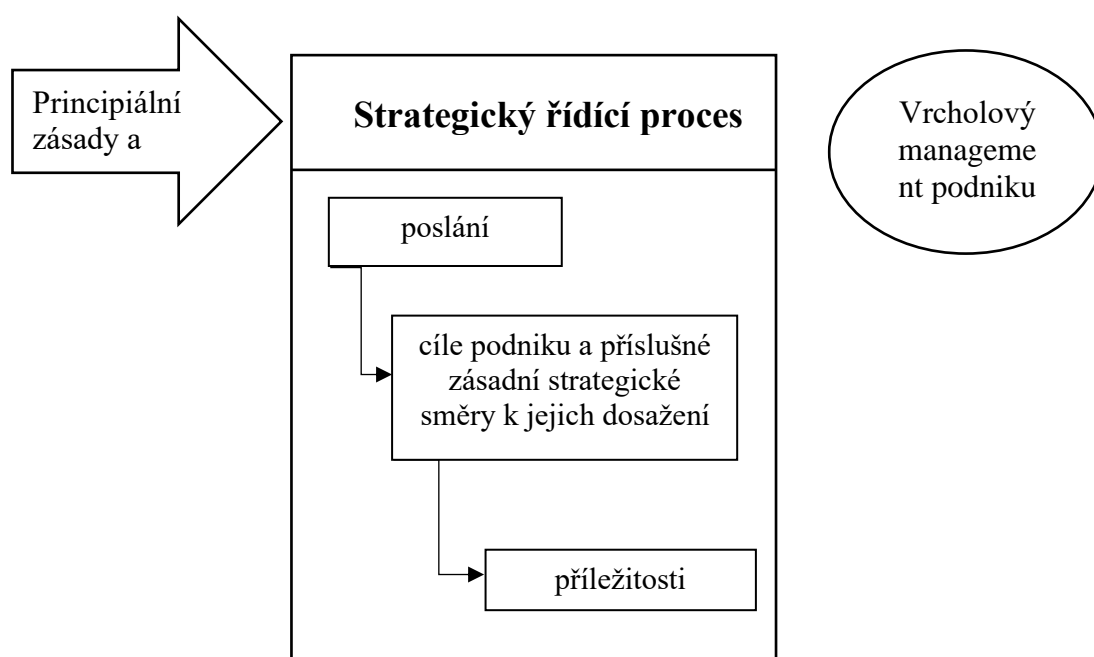 Principiální
zásady a
Strategický řídící proces
Vrcholový
manageme
nt podniku
poslání
cíle podniku a příslušné
zásadní strategické
směry k jejich dosažení
příležitosti